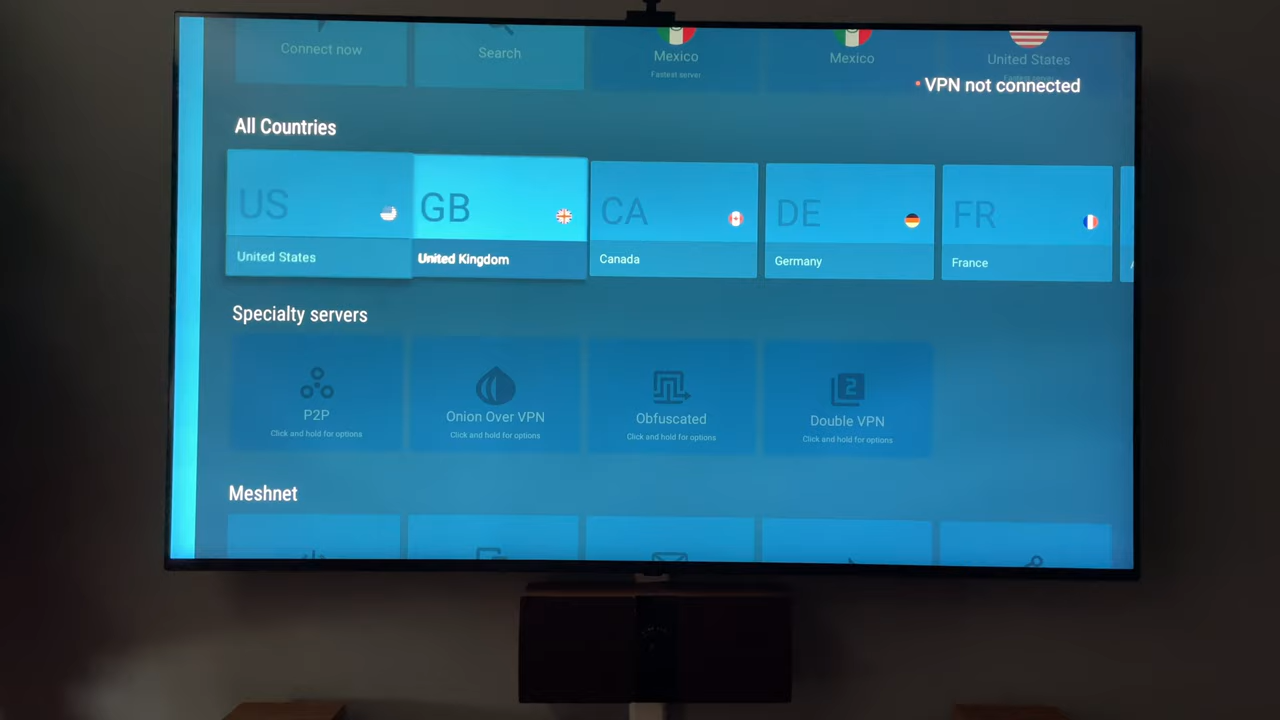 Connect now
Search
Mexico
Fastest server
Mexico
United States
VPN not connected
All Countries
US
United States
GB
United Kingdom
CA
Canada
DE
Germany
FR
France
Specialty servers
P2P
Click and hold for options
Onion Over VPN
Click and hold for options
Obfuscated
Click and hold for options
2
Double VPN
Click and hold for options
Meshnet